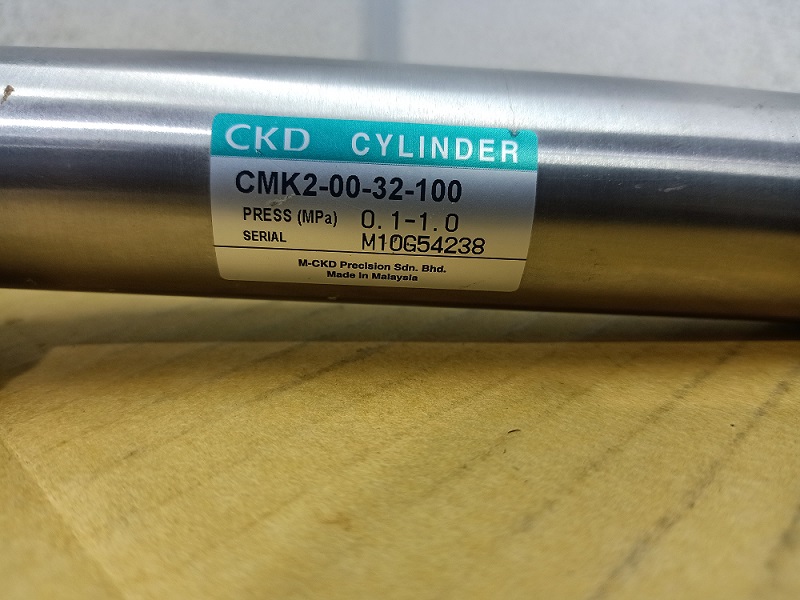 CKD CYLINDER
CMK2-00-32-100
PRESS (MPa) 0.1-1.0
SERIAL M10G54238
M-CKD Precision Sdn. Bhd.
Made in Malaysia